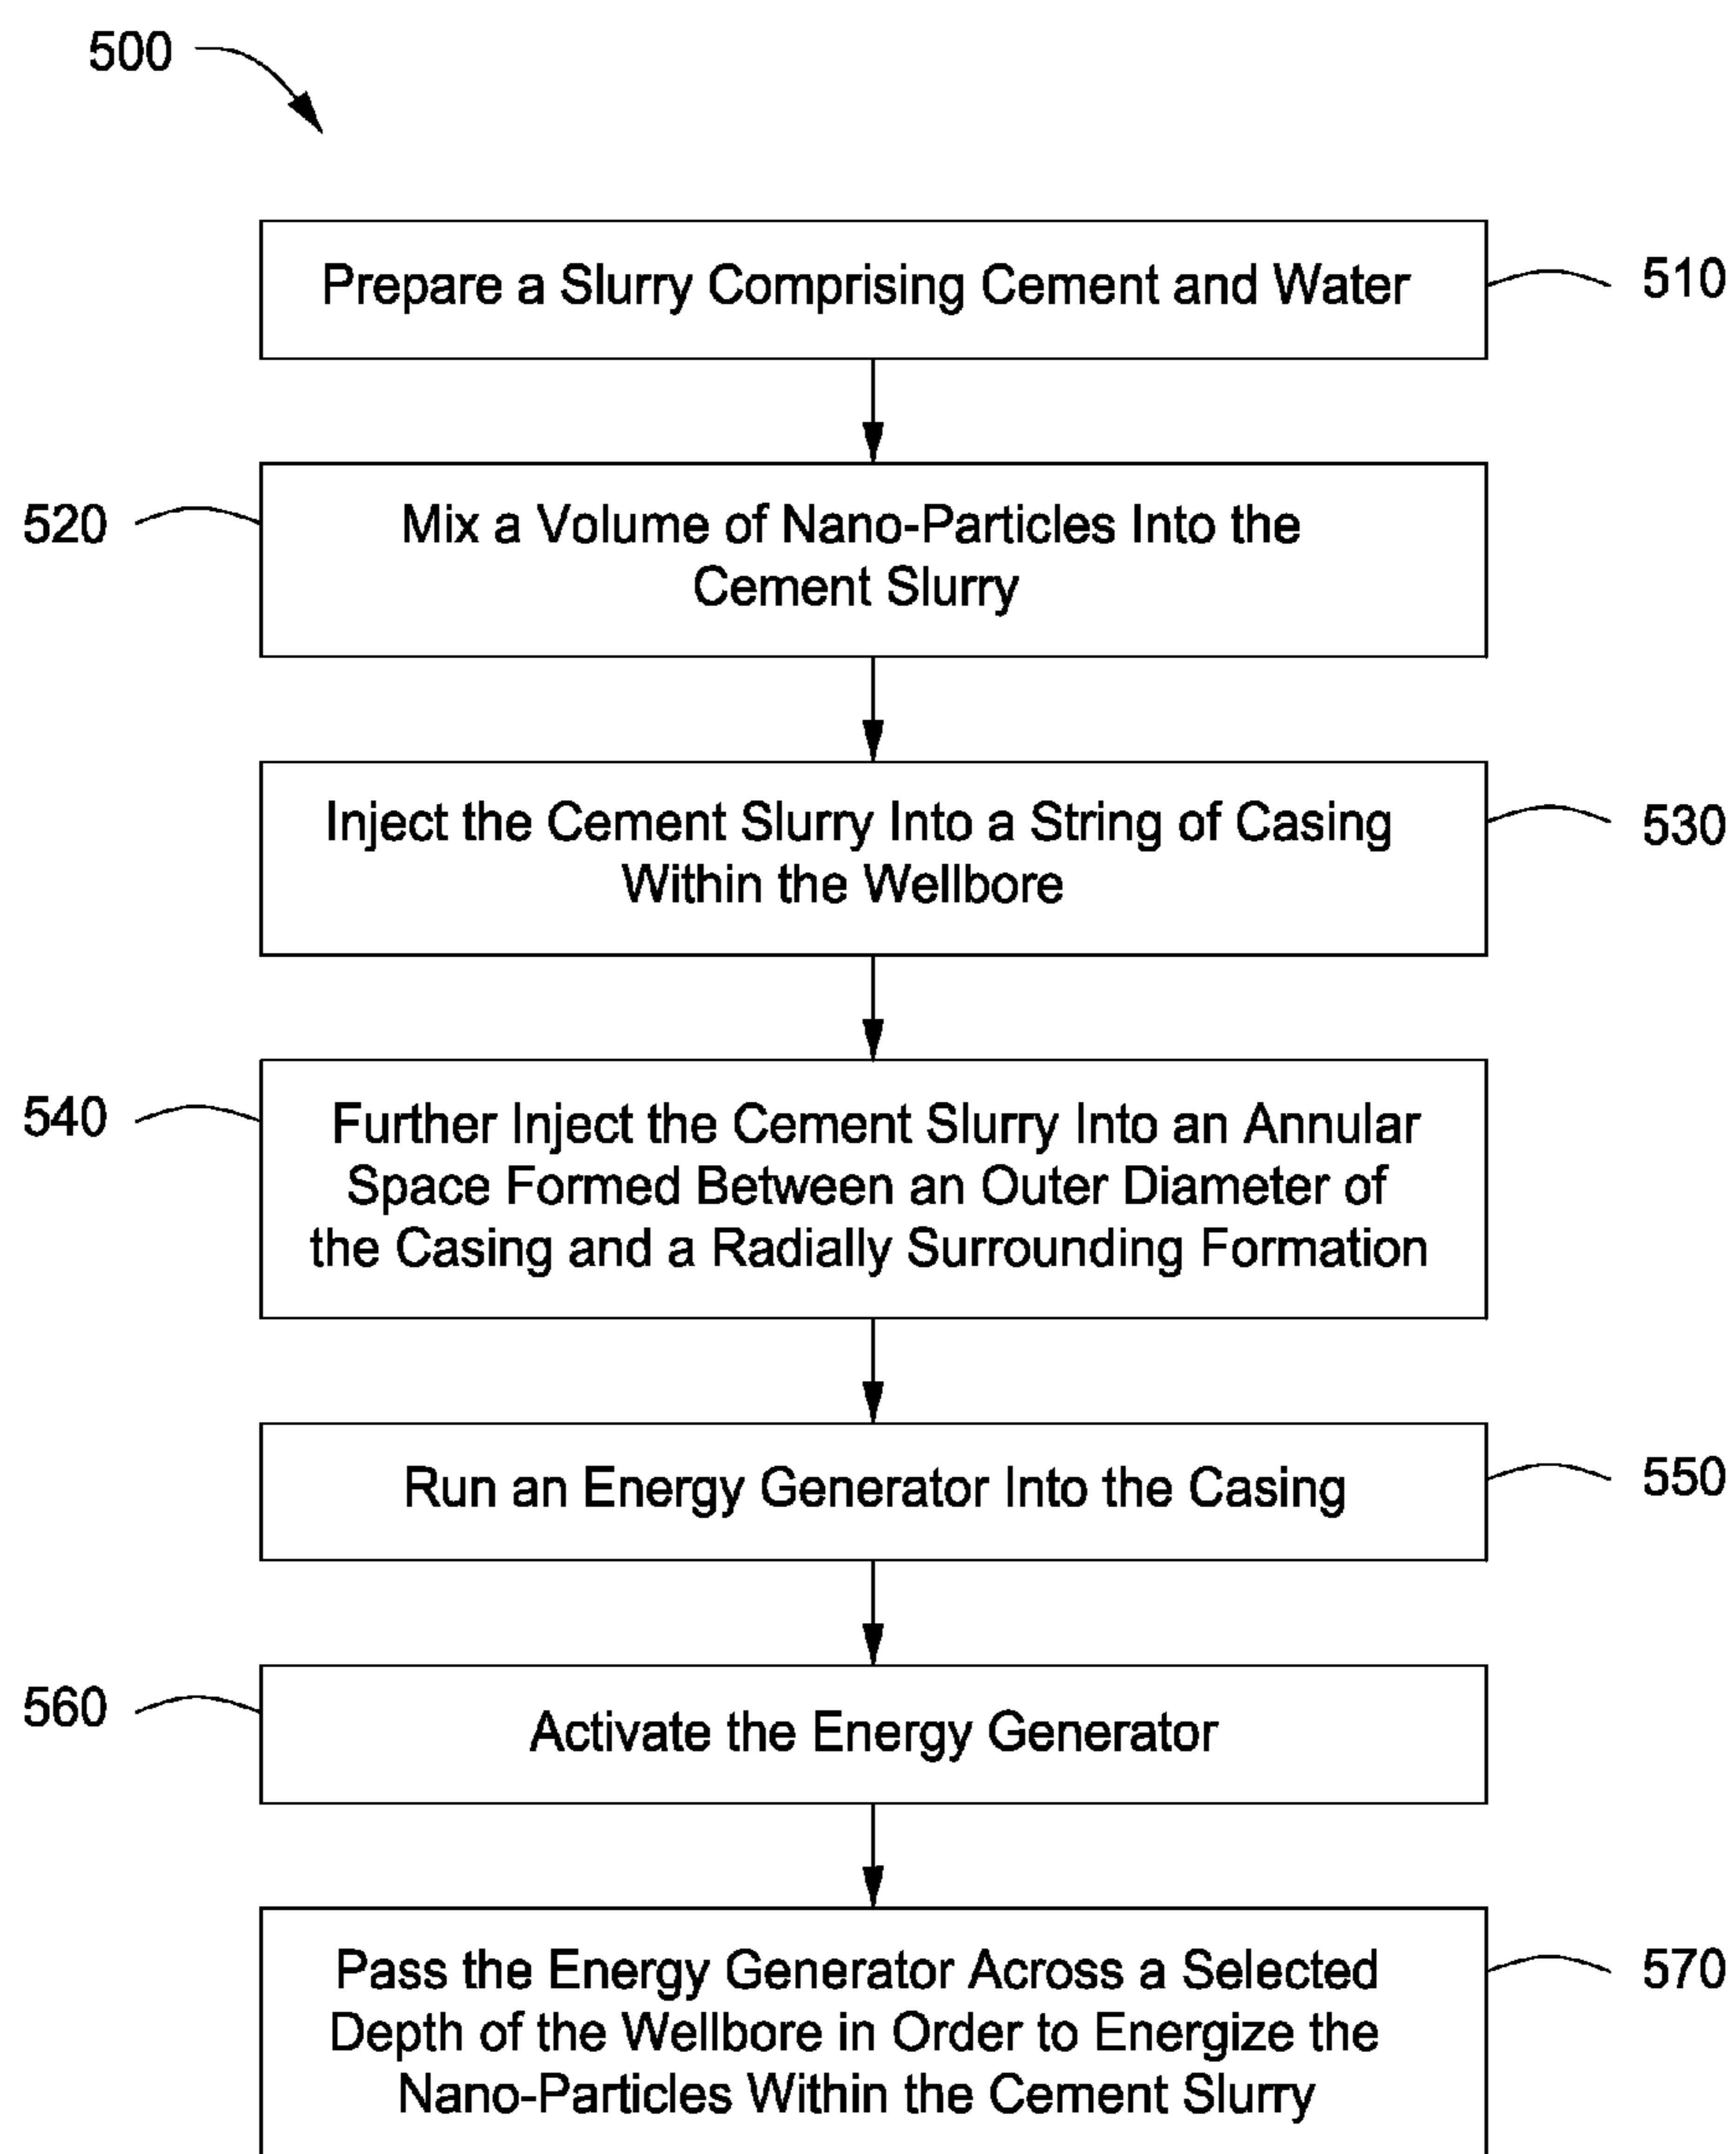 500
Prepare a Slurry Comprising Cement and Water
510
520
Mix a Volume of Nano-Particles Into the
Cement Slurry
Inject the Cement Slurry Into a String of Casing
Within the Wellbore
530
540
Further Inject the Cement Slurry Into an Annular
Space Formed Between an Outer Diameter of
the Casing and a Radially Surrounding Formation
Run an Energy Generator Into the Casing
550
560
Activate the Energy Generator
Pass the Energy Generator Across a Selected
Depth of the Wellbore in Order to Energize the
Nano-Particles Within the Cement Slurry
570